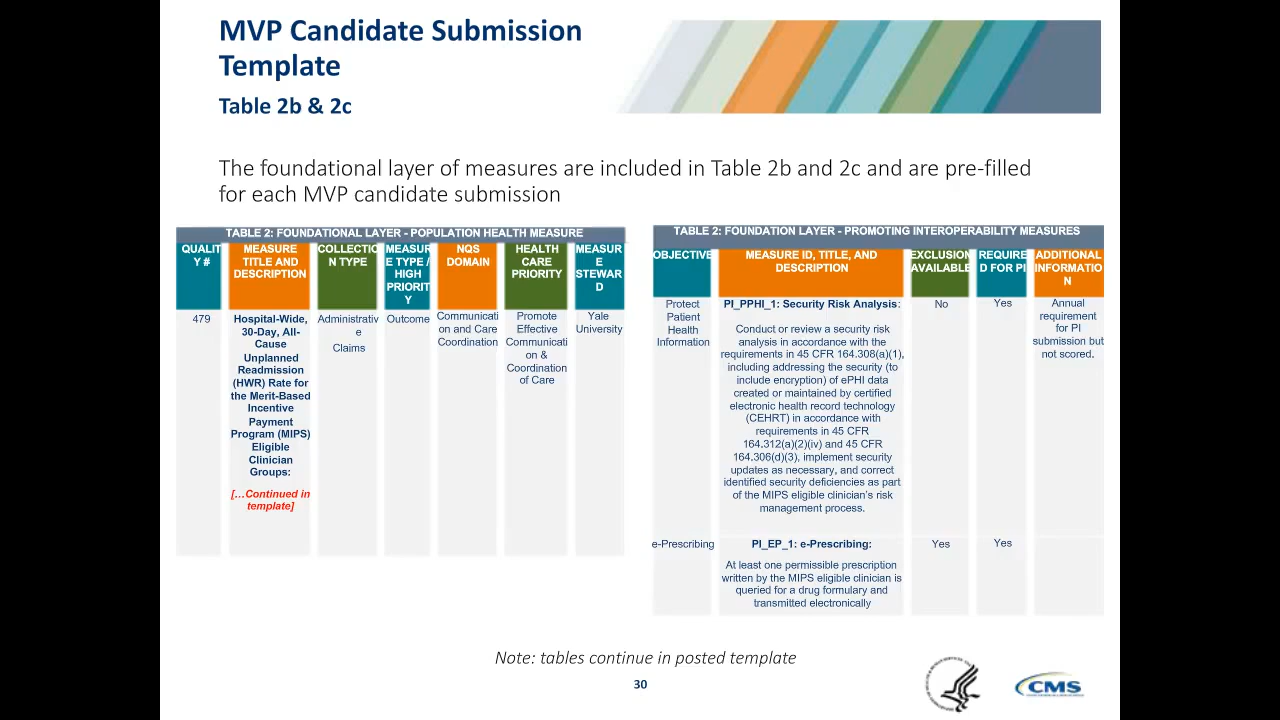 MVP Candidate Submission
Template
Table 2b & 2c
The foundational layer of measures are included in Table 2b and 2c and are pre-filled
for each MVP candidate submission
TABLE 2: FOUNDATIONAL LAYER - POPULATION HEALTH MEASURE
QUALIT
Y #
MEASURE
TITLE AND
DESCRIPTION
COLLECTIO
N TYPE
MEASUR
E TYPE /
HIGH
PRIORIT
Y
NQS
DOMAIN
HEALTH
CARE
PRIORITY
MEASUR
E
STEWAR
D
479
Hospital-Wide,
30-Day, All-
Cause
Unplanned
Readmission
(HWR) Rate for
the Merit-Based
Incentive
Payment
Program (MIPS)
Eligible
Clinician
Groups:
[…Continued in
template]
Administrativ
e
Claims
Outcome
Communicati
on and Care
Coordination
Promote
Effective
Communicati
on &
Coordination
of Care
Yale
University
TABLE 2: FOUNDATION LAYER - PROMOTING INTEROPERABILITY MEASURES
OBJECTIVE
MEASURE ID, TITLE, AND
DESCRIPTION
EXCLUSION
AVAILABLE
REQUIRE
D FOR PI
ADDITIONAL
INFORMATIO
N
Protect
Patient
Health
Information
PI_PPHI_1: Security Risk Analysis:
Conduct or review a security risk
analysis in accordance with the
requirements in 45 CFR 164.308(a)(1),
including addressing the security (to
include encryption) of ePHI data
created or maintained by certified
electronic health record technology
(CEHRT) in accordance with
requirements in 45 CFR
164.312(a)(2)(iv) and 45 CFR
164.306(d)(3), implement security
updates as necessary, and correct
identified security deficiencies as part
of the MIPS eligible clinician's risk
management process.
No
Yes
Annual
requirement
for PI
submission but
not scored.
e-Prescribing
PI_EP_1: e-Prescribing:
At least one permissible prescription
written by the MIPS eligible clinician is
queried for a drug formulary and
transmitted electronically
Yes
Yes
Note: tables continue in posted template
30
CMS